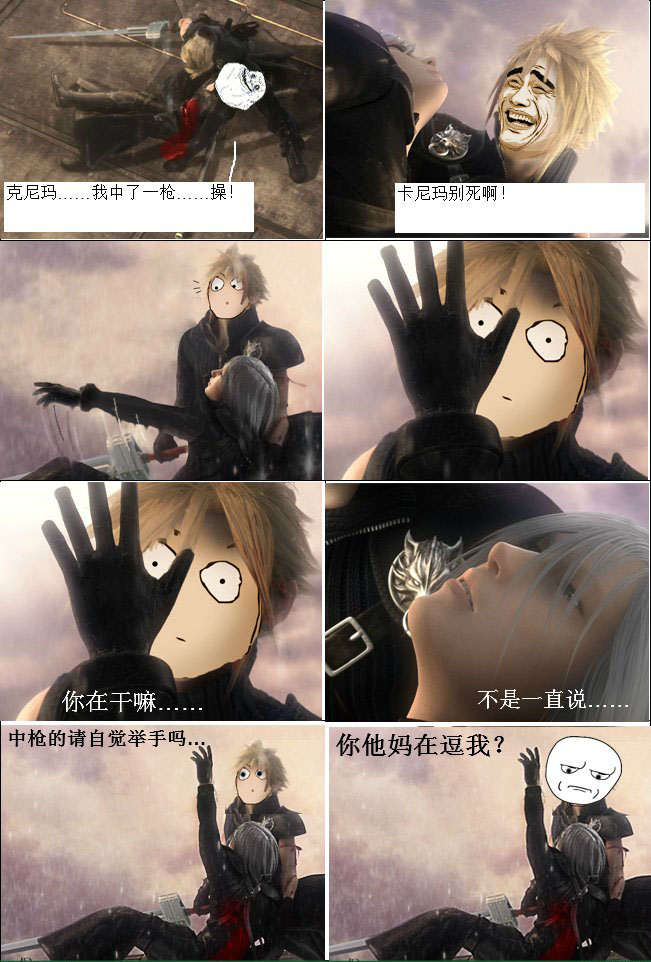 克尼玛……我中了一枪……操！
卡尼玛别死啊！
你在干嘛……
不是一直说……
中枪的请自觉举手吗...
你他妈在逗我？